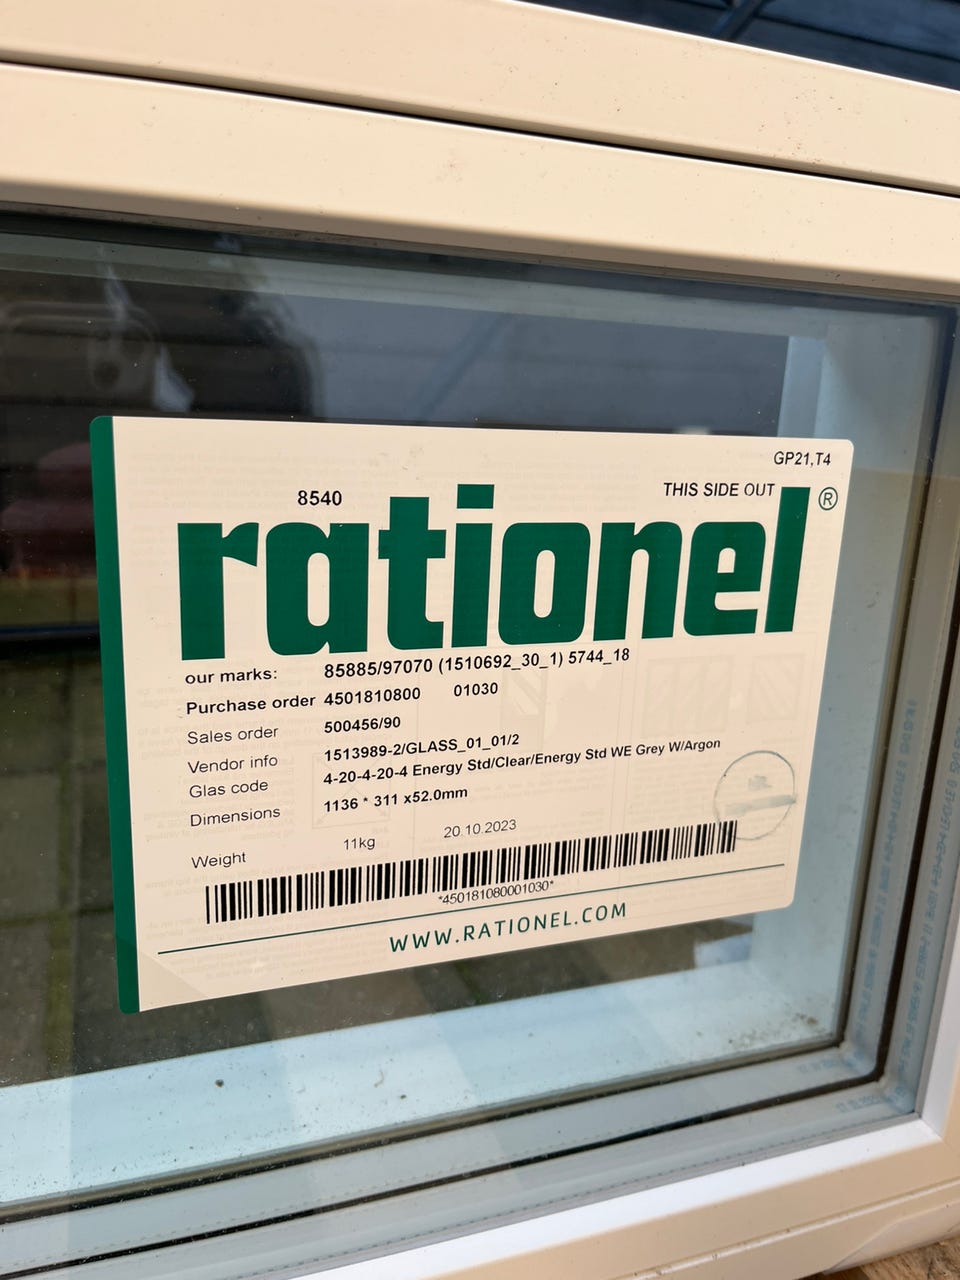 GP21,T4
8540
THIS SIDE OUT
rationel®
our marks: 85885/97070 (1510692_30_1) 5744_18
Purchase order 4501810800 01030
Sales order 500456/90
Vendor info 1513989-2/GLASS_01_01/2
Glas code 4-20-4-20-4 Energy Std/Clear/Energy Std WE Grey W/Argon
Dimensions 1136 * 311 x52.0mm
Weight 11kg 20.10.2023
*450181080001030*
WWW.RATIONEL.COM